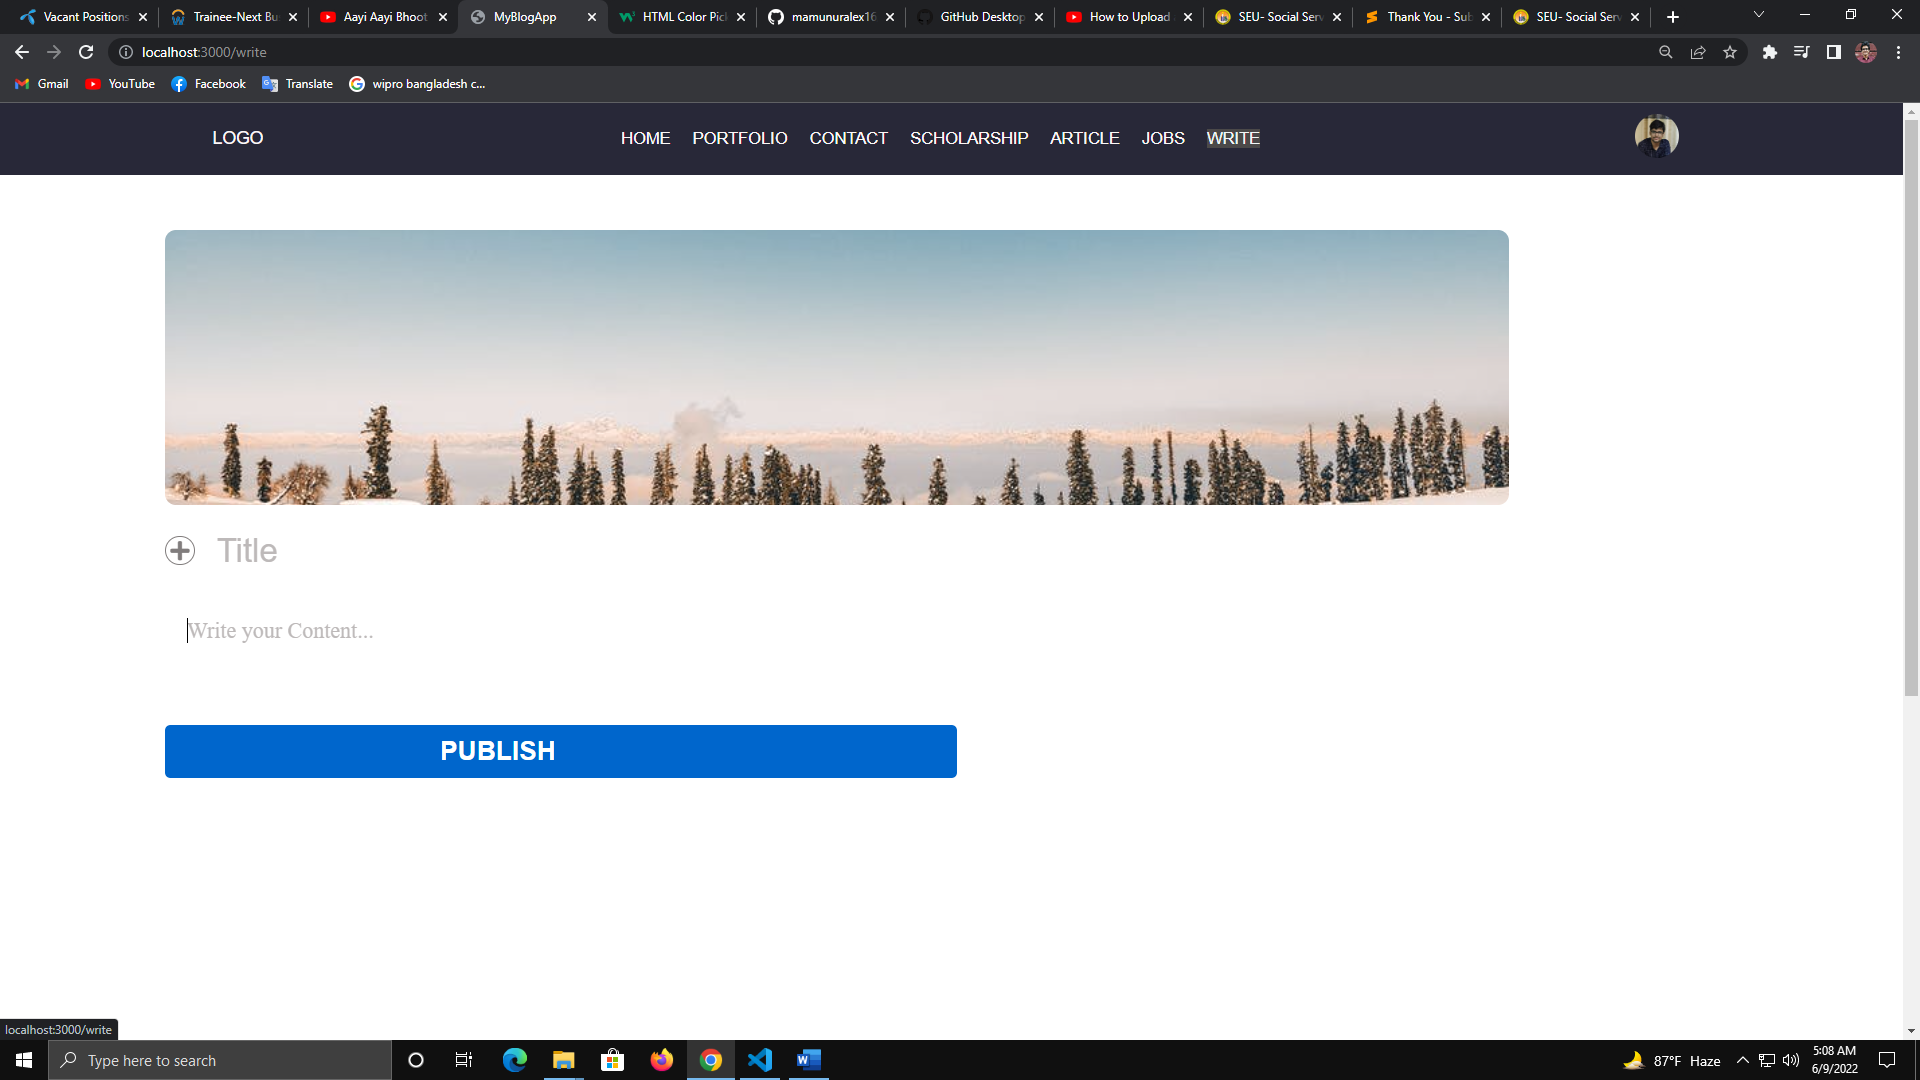 Vacant Positions
Trainee-Next Bu
Aayi Aayi Bhoot
MyBlogApp
HTML Color Pic
mamunuralex16
GitHub Desktop
How to Upload
SEU- Social Serv
Thank You - Sub
SEU- Social Serv
localhost:3000/write
Gmail
YouTube
Facebook
Translate
wipro bangladesh c...
LOGO
HOME
PORTFOLIO
CONTACT
SCHOLARSHIP
ARTICLE
JOBS
WRITE
Title
Write your Content...
PUBLISH
localhost:3000/write
Type here to search
87°F Haze
5:08 AM
6/9/2022